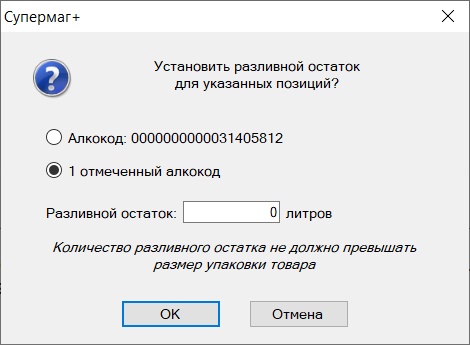 Супермаг+
Установить разливной остаток
для указанных позиций?
Алкокод: 0000000000031405812
1 отмеченный алкокод
Разливной остаток: 0 литров
Количество разливного остатка не должно превышать
размер упаковки товара
OK Отмена